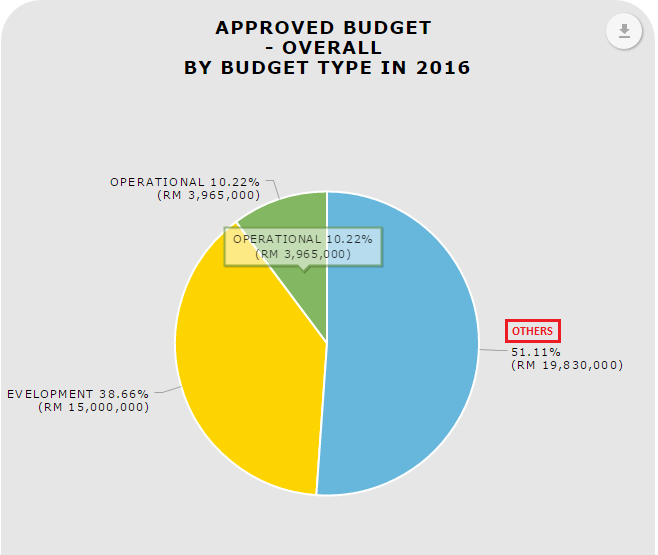 APPROVED BUDGET
- OVERALL
BY BUDGET TYPE IN 2016
OPERATIONAL 10.22%
(RM 3,965,000)
OPERATIONAL 10.22%
(RM 3,965,000)
OTHERS
51.11%
(RM 19,830,000)
EVELOPMENT 38.66%
(RM 15,000,000)